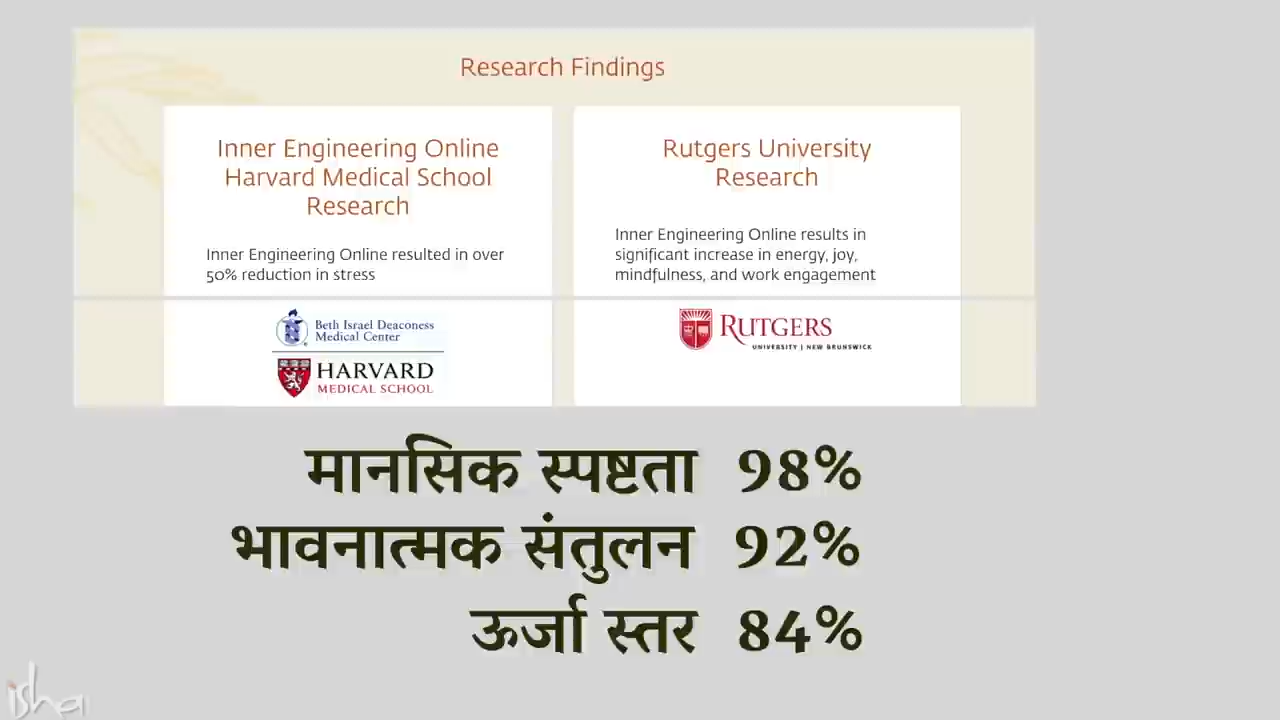 Research Findings
Inner Engineering Online
Harvard Medical School
Research
Inner Engineering Online resulted in over
50% reduction in stress
Beth Israel Deaconess
Medical Center
HARVARD
MEDICAL SCHOOL
Rutgers University
Research
Inner Engineering Online results in
significant increase in energy, joy,
mindfulness, and work engagement
RUTGERS
UNIVERSITY | NEW BRUNSWICK
मानसिक स्पष्टता 98%
भावनात्मक संतुलन 92%
ऊर्जा स्तर 84%
isha